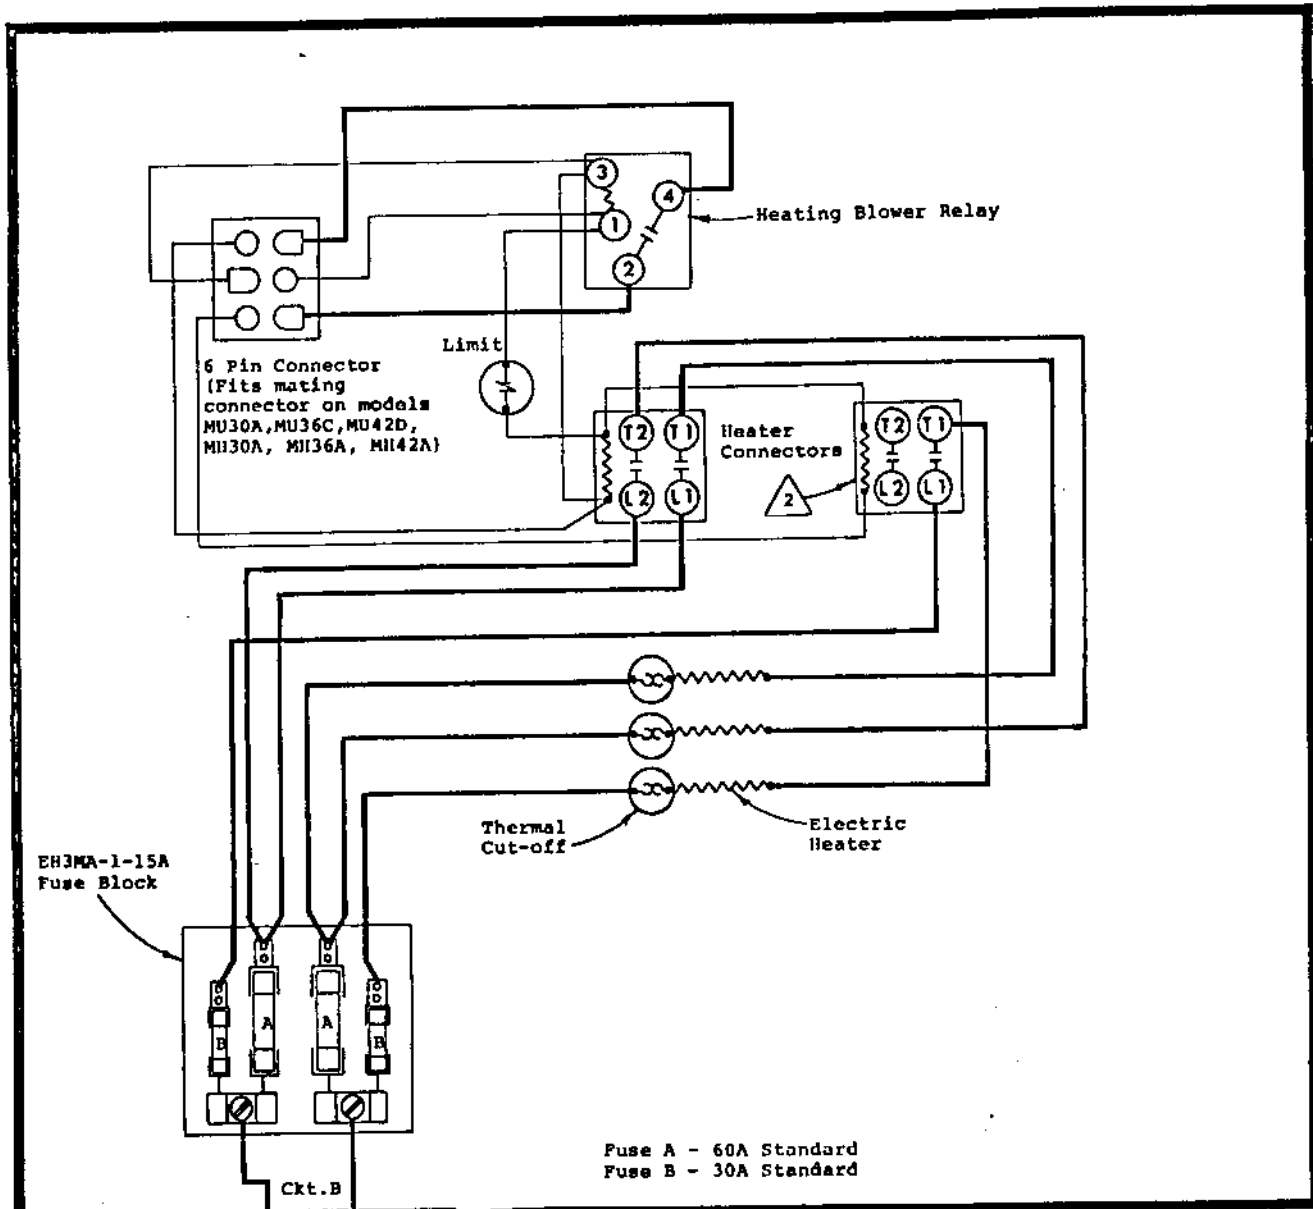 3
4
1
2
Heating Blower Relay
Limit
6 Pin Connector
(Fits mating
connector on models
MU30A,MU36C,MU42D,
MH30A, MH36A, MH42A)
T2 T1
L2 L1
Heater
Connectors
2
T2 T1
L2 L1
Thermal
Cut-off
Electric
Heater
EH3MA-1-15A
Fuse Block
B A A B
Fuse A - 60A Standard
Fuse B - 30A Standard
Ckt.B